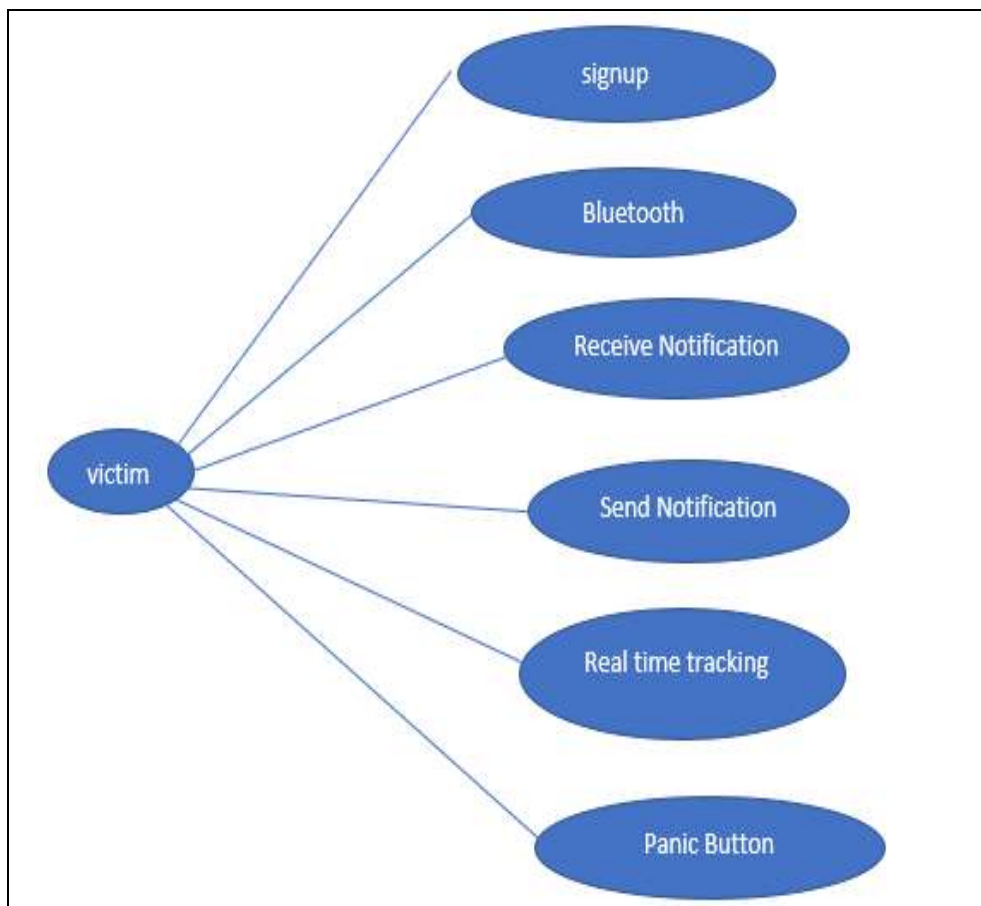 signup
Bluetooth
Receive Notification
victim
Send Notification
Real time tracking
Panic Button